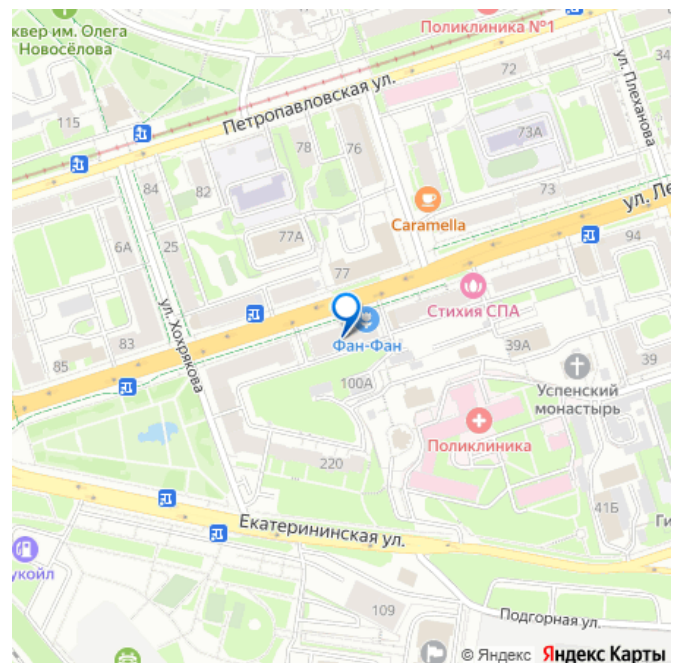 Поликлиника №1
квер им. Олега
Новосёлова
72
34
ул. Плеханова
Петропавловская ул.
115
73А
78
76
84
82
73
Caramella
ул. Ле
6А
25
77А
94
77
Стихия СПА
ул. Хохрякова
83
Фан-Фан
39А
85
39
100А
Успенский
монастырь
Поликлиника
220
41Б
Екатерининская ул.
Ги
укойл
109
Подгорная ул.
© Яндекс Яндекс Карты